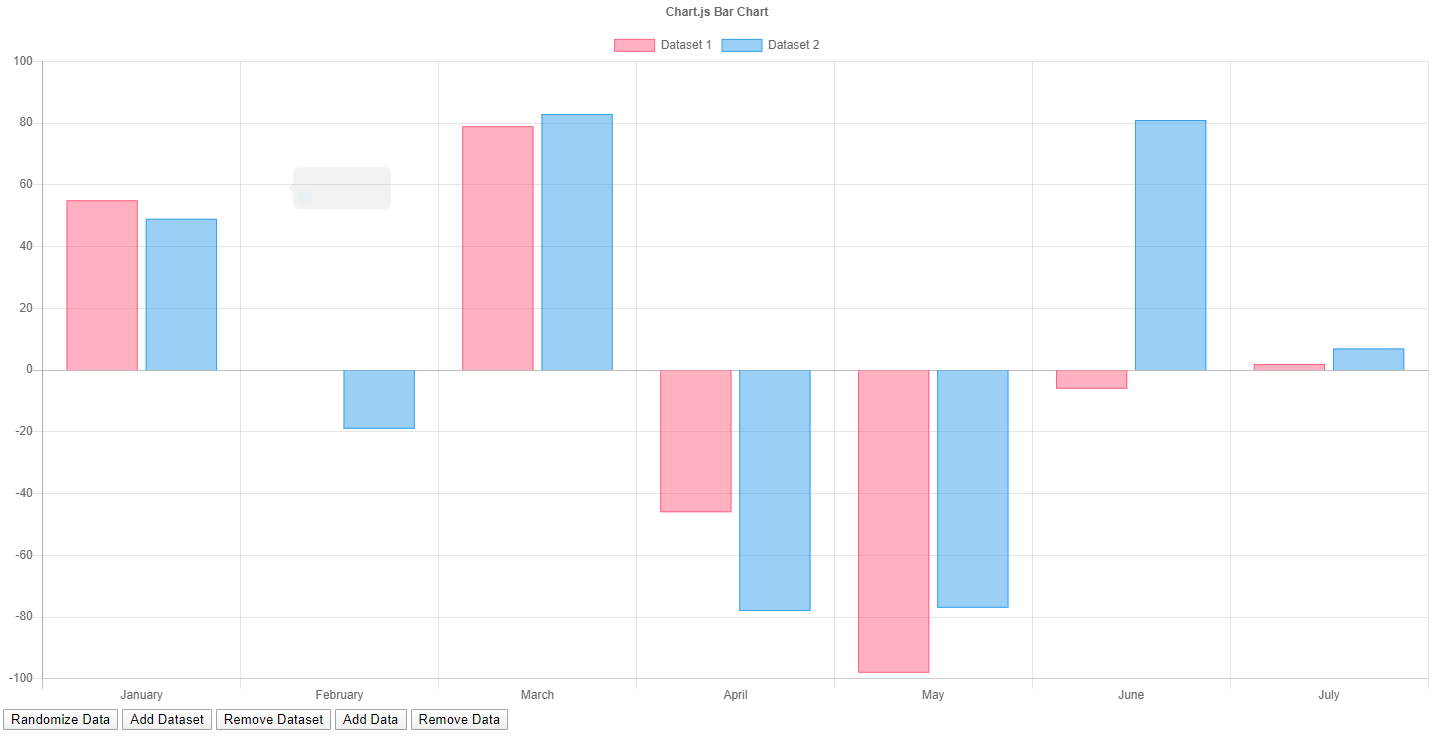 Chart.js Bar Chart
Dataset 1 Dataset 2
100
80
60
40
20
0
-20
-40
-60
-80
-100
January February March April May June July
Randomize Data Add Dataset Remove Dataset Add Data Remove Data